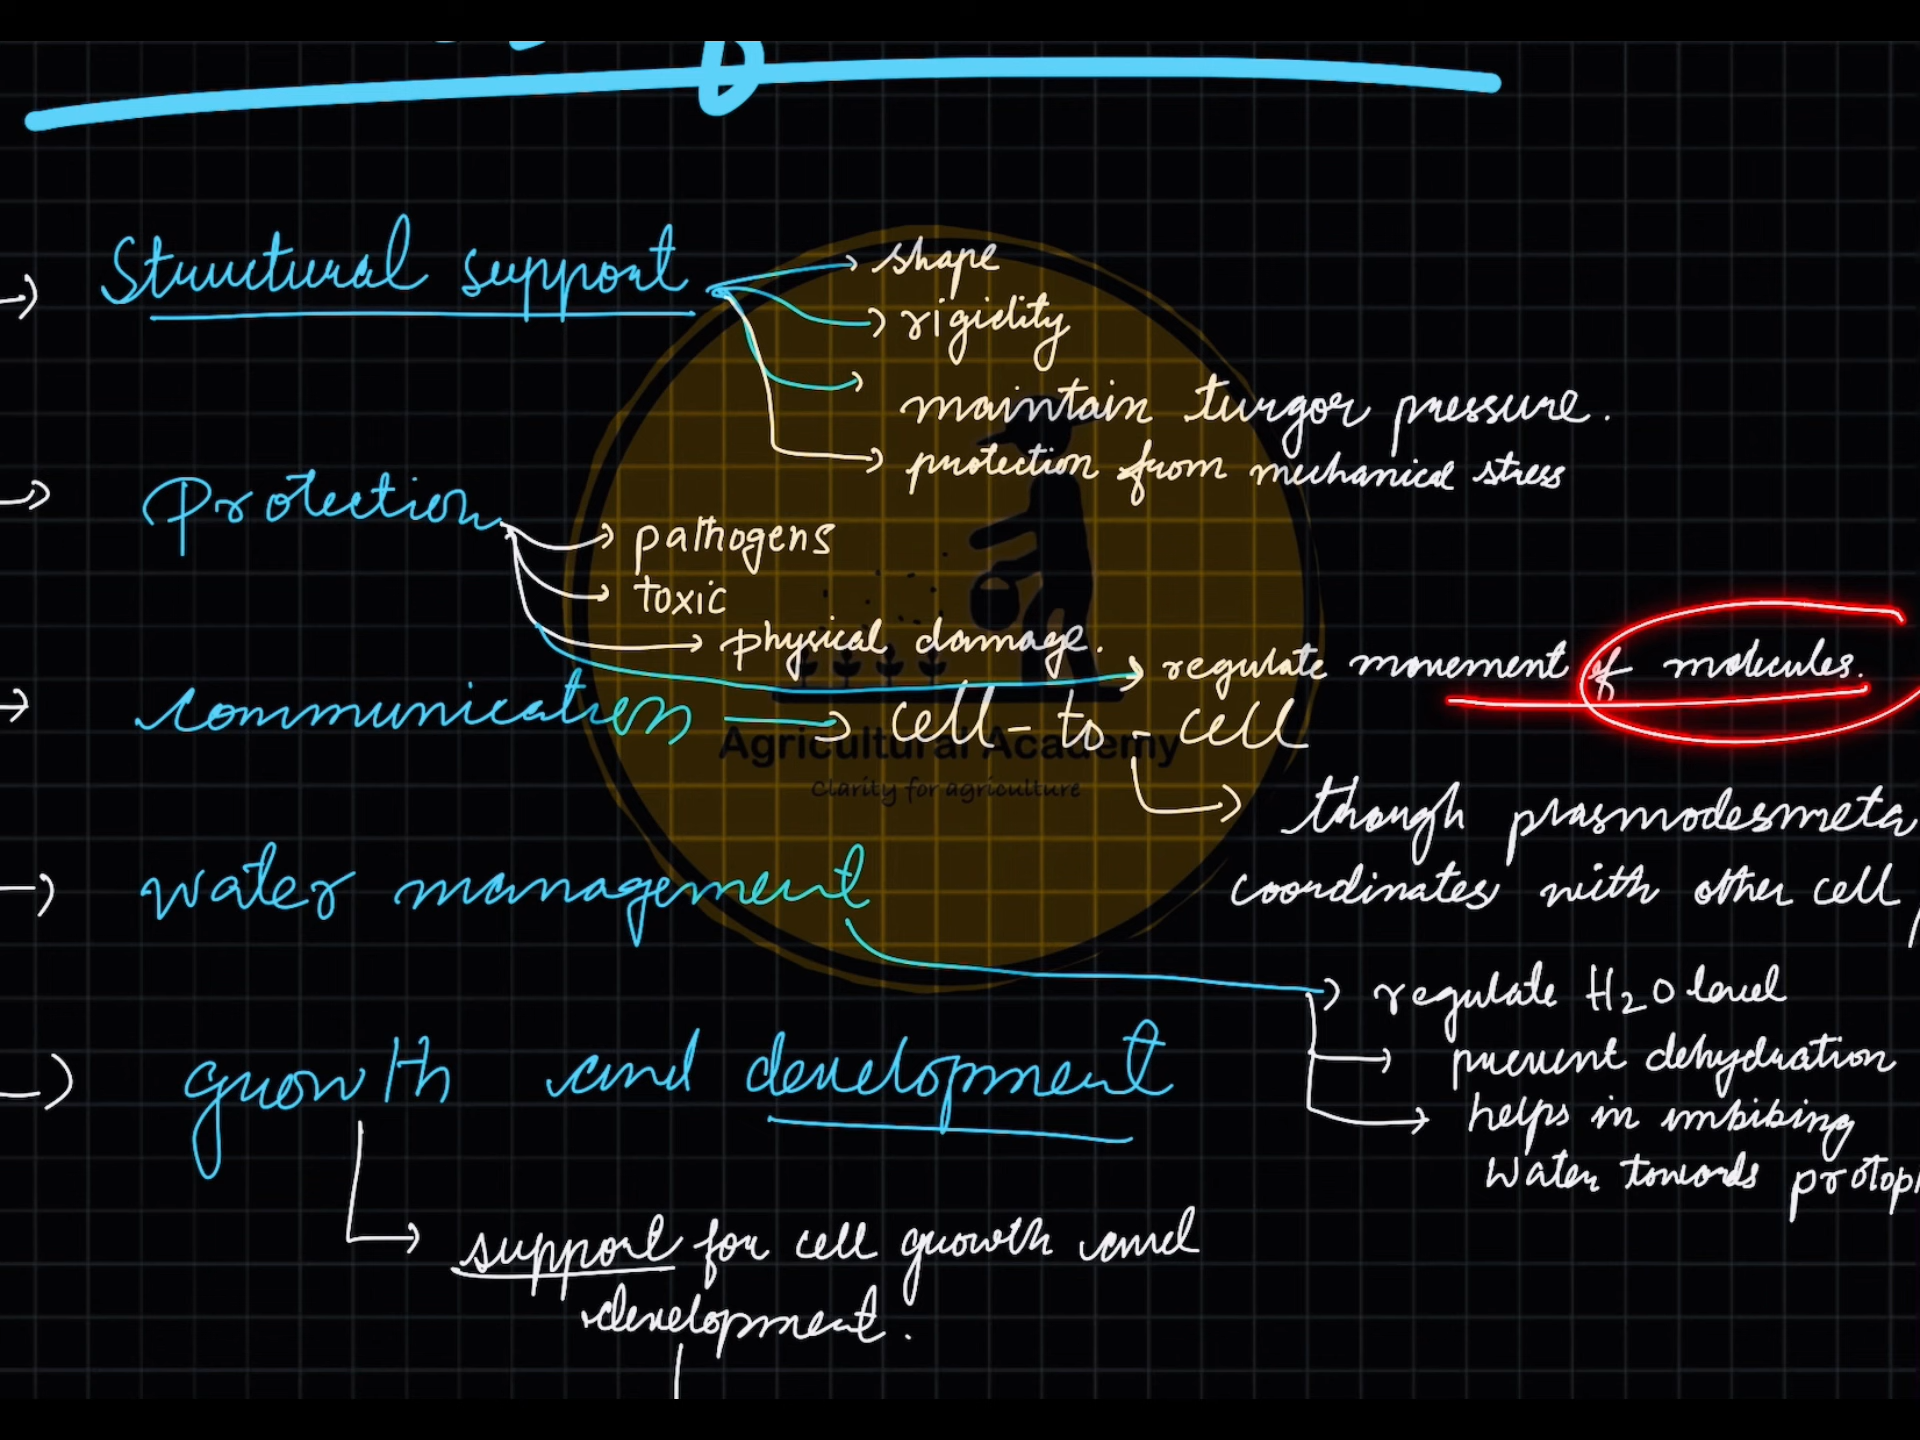 Structural support
shape
rigidity
maintain turgor pressure.
protection from mechanical stress
Protection
pathogens
toxic
physical damage.
regulate movement of molecules.
communication
cell-to-cell
though plasmodesmeta
coordinates with other cell
Agricultural Academy
Clarity for agriculture
water management
regulate H2O level
prevent dehydration
helps in imbibing
water towards protop
growth and development
support for cell growth and
development.